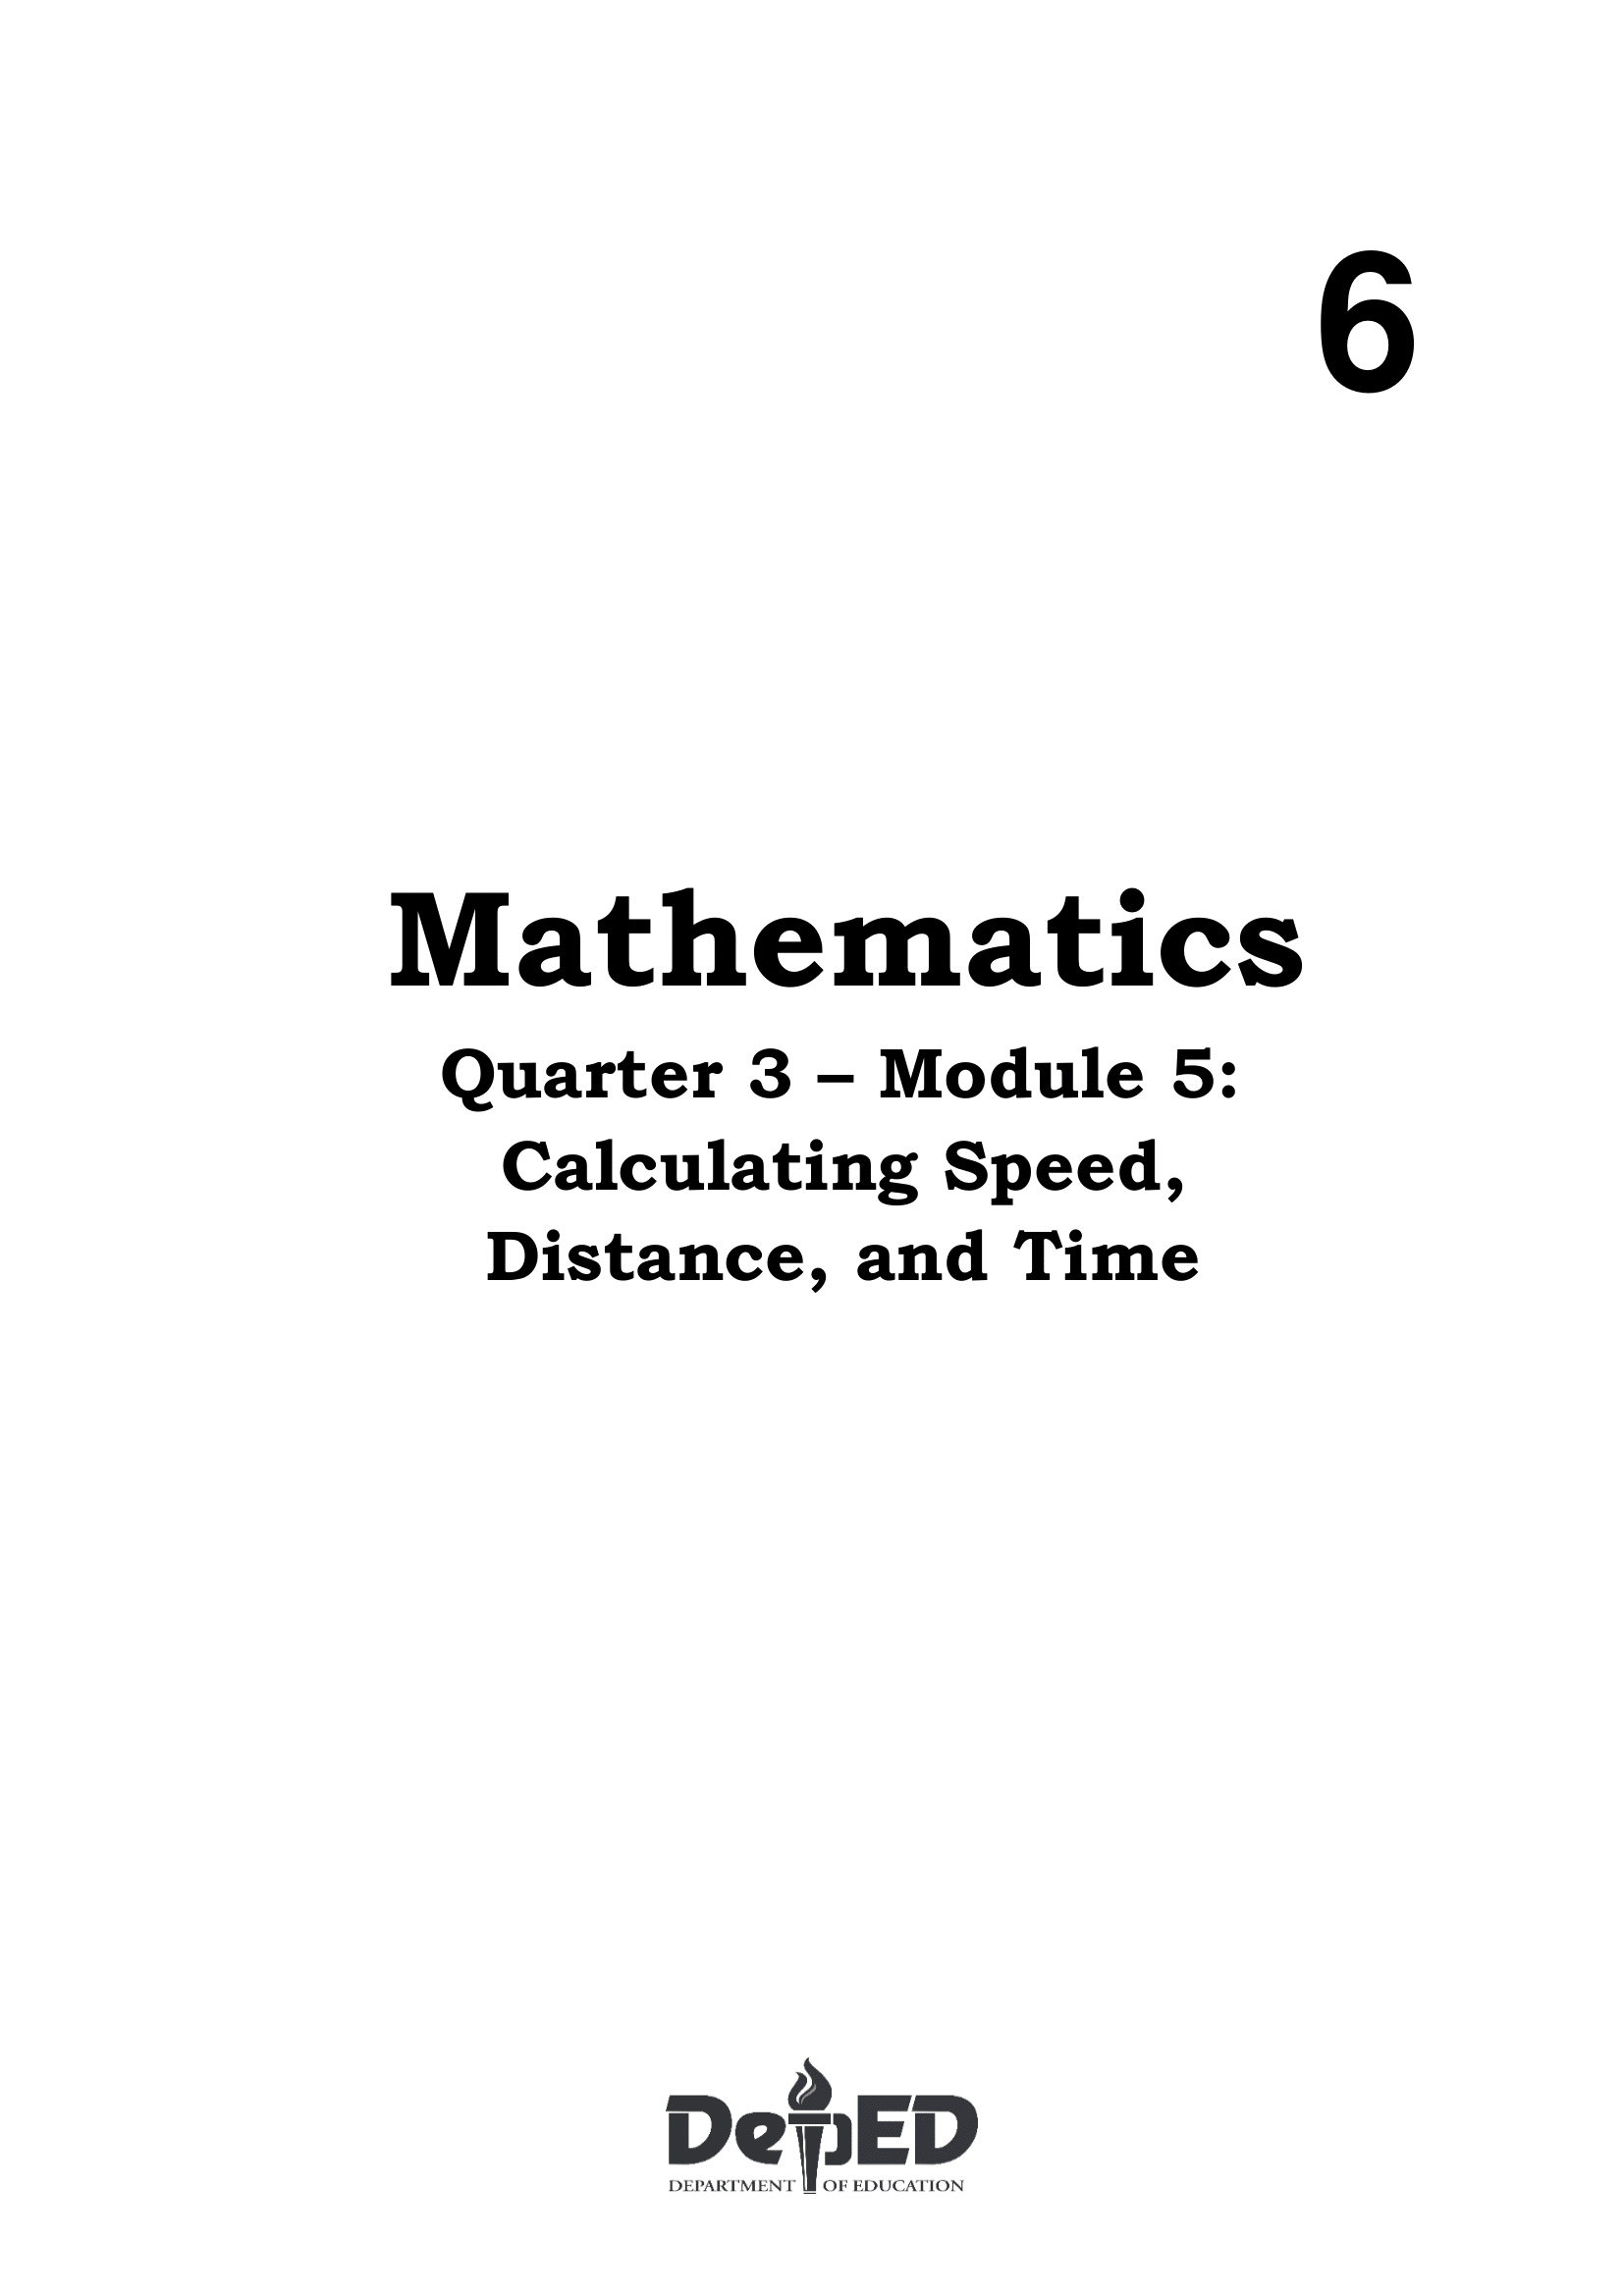 6
Mathematics
Quarter 3 – Module 5:
Calculating Speed,
Distance, and Time
DepED
DEPARTMENT OF EDUCATION